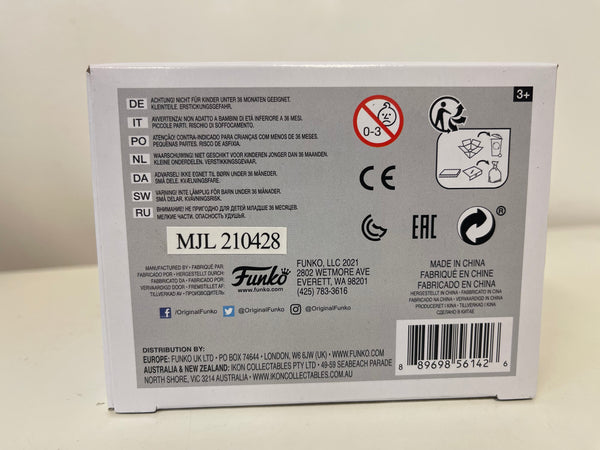 DE ACHTUNG! NICHT FÜR KINDER UNTER 36 MONATEN GEEIGNET.
KLEINTEILE. ERSTICKUNGSGEFAHR.
IT AVVERTENZA! NON ADATTO A BAMBINI DI ETÀ INFERIORE A 36 MESI.
PICCOLE PARTI, RISCHIO DI SOFFOCAMENTO.
PO ATENÇÃO! CONTRA-INDICADO PARA CRIANÇAS COM MENOS DE 36 MESES.
PEQUENAS PARTES. RISCO DE ASFIXIA.
NL WAARSCHUWING! NIET GESCHIKT VOOR KINDEREN JONGER DAN 36 MAANDEN.
KLEINE ONDERDELEN. VERSTIKKINGSGEVAAR.
DA ADVARSEL! IKKE EGNET TIL BØRN UNDER 36 MÅNEDER.
SMÅ DELE. KVÆLNINGSFARE.
SW VARNING! INTE LÄMPLIG FÖR BARN UNDER 36 MÅNADER.
SMÅ DELAR. KVÄVNINGSRISK.
RU ВНИМАНИЕ! НЕ ПРИГОДНО ДЛЯ ДЕТЕЙ МЛАДШЕ 36 МЕСЯЦЕВ.
МЕЛКИЕ ЧАСТИ. ОПАСНОСТЬ УДУШЬЯ.
0-3
3+
CE
EAC
®
MJL 210428
MANUFACTURED BY • FABRIQUÉ PAR
FABRICADO POR • HERGESTELLT DURCH
FABRICATO DA • FABRICADO POR
VERVAARDIGD DOOR • FREMSTILLET AF
TILLVERKAD AV • ПРОИЗВОДИТЕЛЬ
Funko
www.funko.com
FUNKO, LLC 2021
2802 WETMORE AVE
EVERETT, WA 98201
(425) 783-3616
MADE IN CHINA
FABRIQUÉ EN CHINE
FABRICADO EN CHINA
HERGESTELLT IN CHINA • FABBRICATO IN CINA
FABRICADO NA CHINA • VERVAARDIGD IN CHINA
PRODUCERET I KINA • TILLVERKAD I KINA
СДЕЛАНО В КИТАЕ
/OriginalFunko @OriginalFunko @OriginalFunko
DISTRIBUTION BY:
EUROPE: FUNKO UK LTD • PO BOX 74644 • LONDON, W6 6JW (UK) • WWW.FUNKO.COM
AUSTRALIA & NEW ZEALAND: IKON COLLECTABLES PTY LTD • 49-59 SEABEACH PARADE
NORTH SHORE, VIC 3214 AUSTRALIA • WWW.IKONCOLLECTABLES.COM.AU
8 89698 56142 6